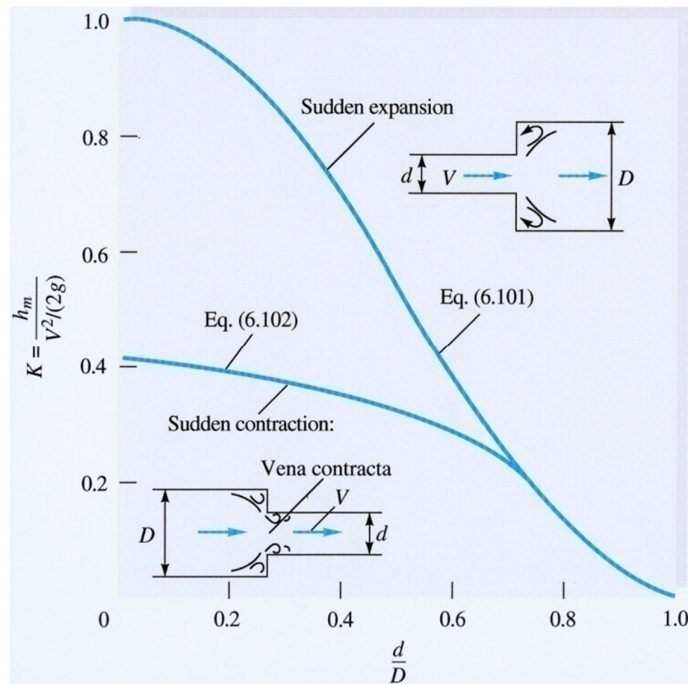 1.0
Sudden expansion
0.8
d
V
D
0.6
Eq. (6.101)
K = h_m / V²/(2g)
Eq. (6.102)
0.4
Sudden contraction:
Vena contracta
0.2
V
D
d
0
0.2
0.4
0.6
0.8
1.0
d
D